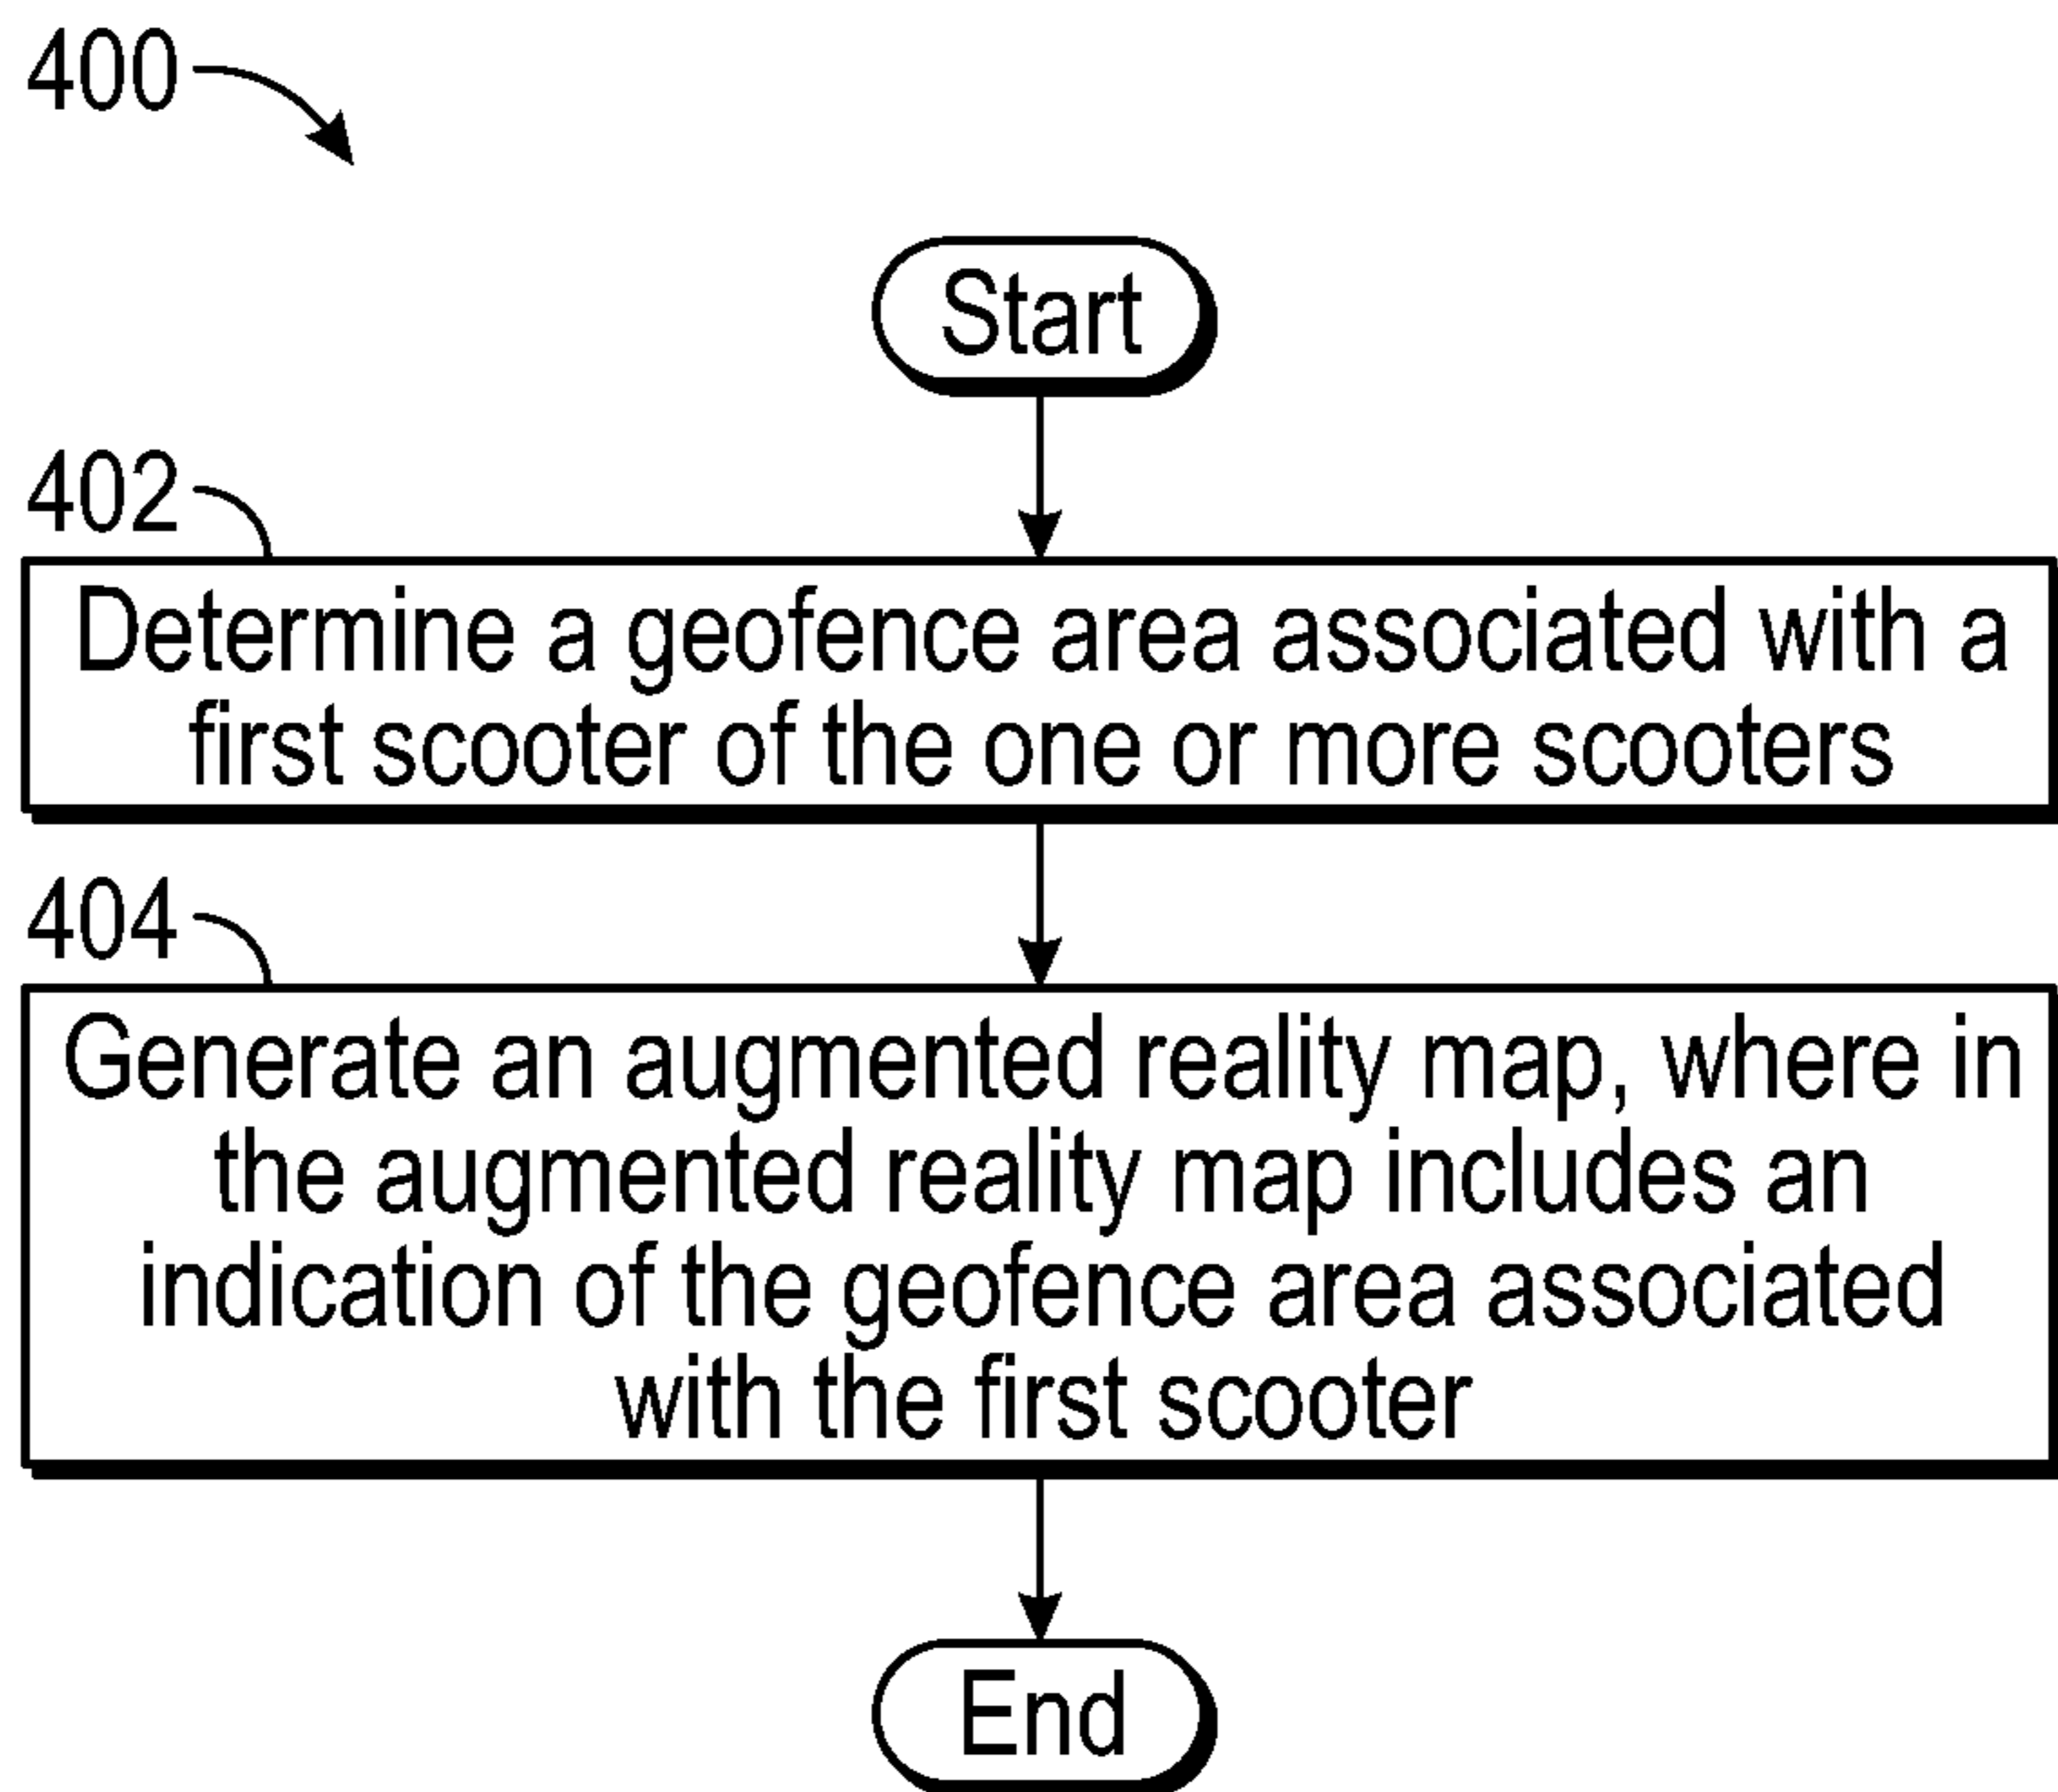 400
Start
402
Determine a geofence area associated with a
first scooter of the one or more scooters
404
Generate an augmented reality map, where in
the augmented reality map includes an
indication of the geofence area associated
with the first scooter
End